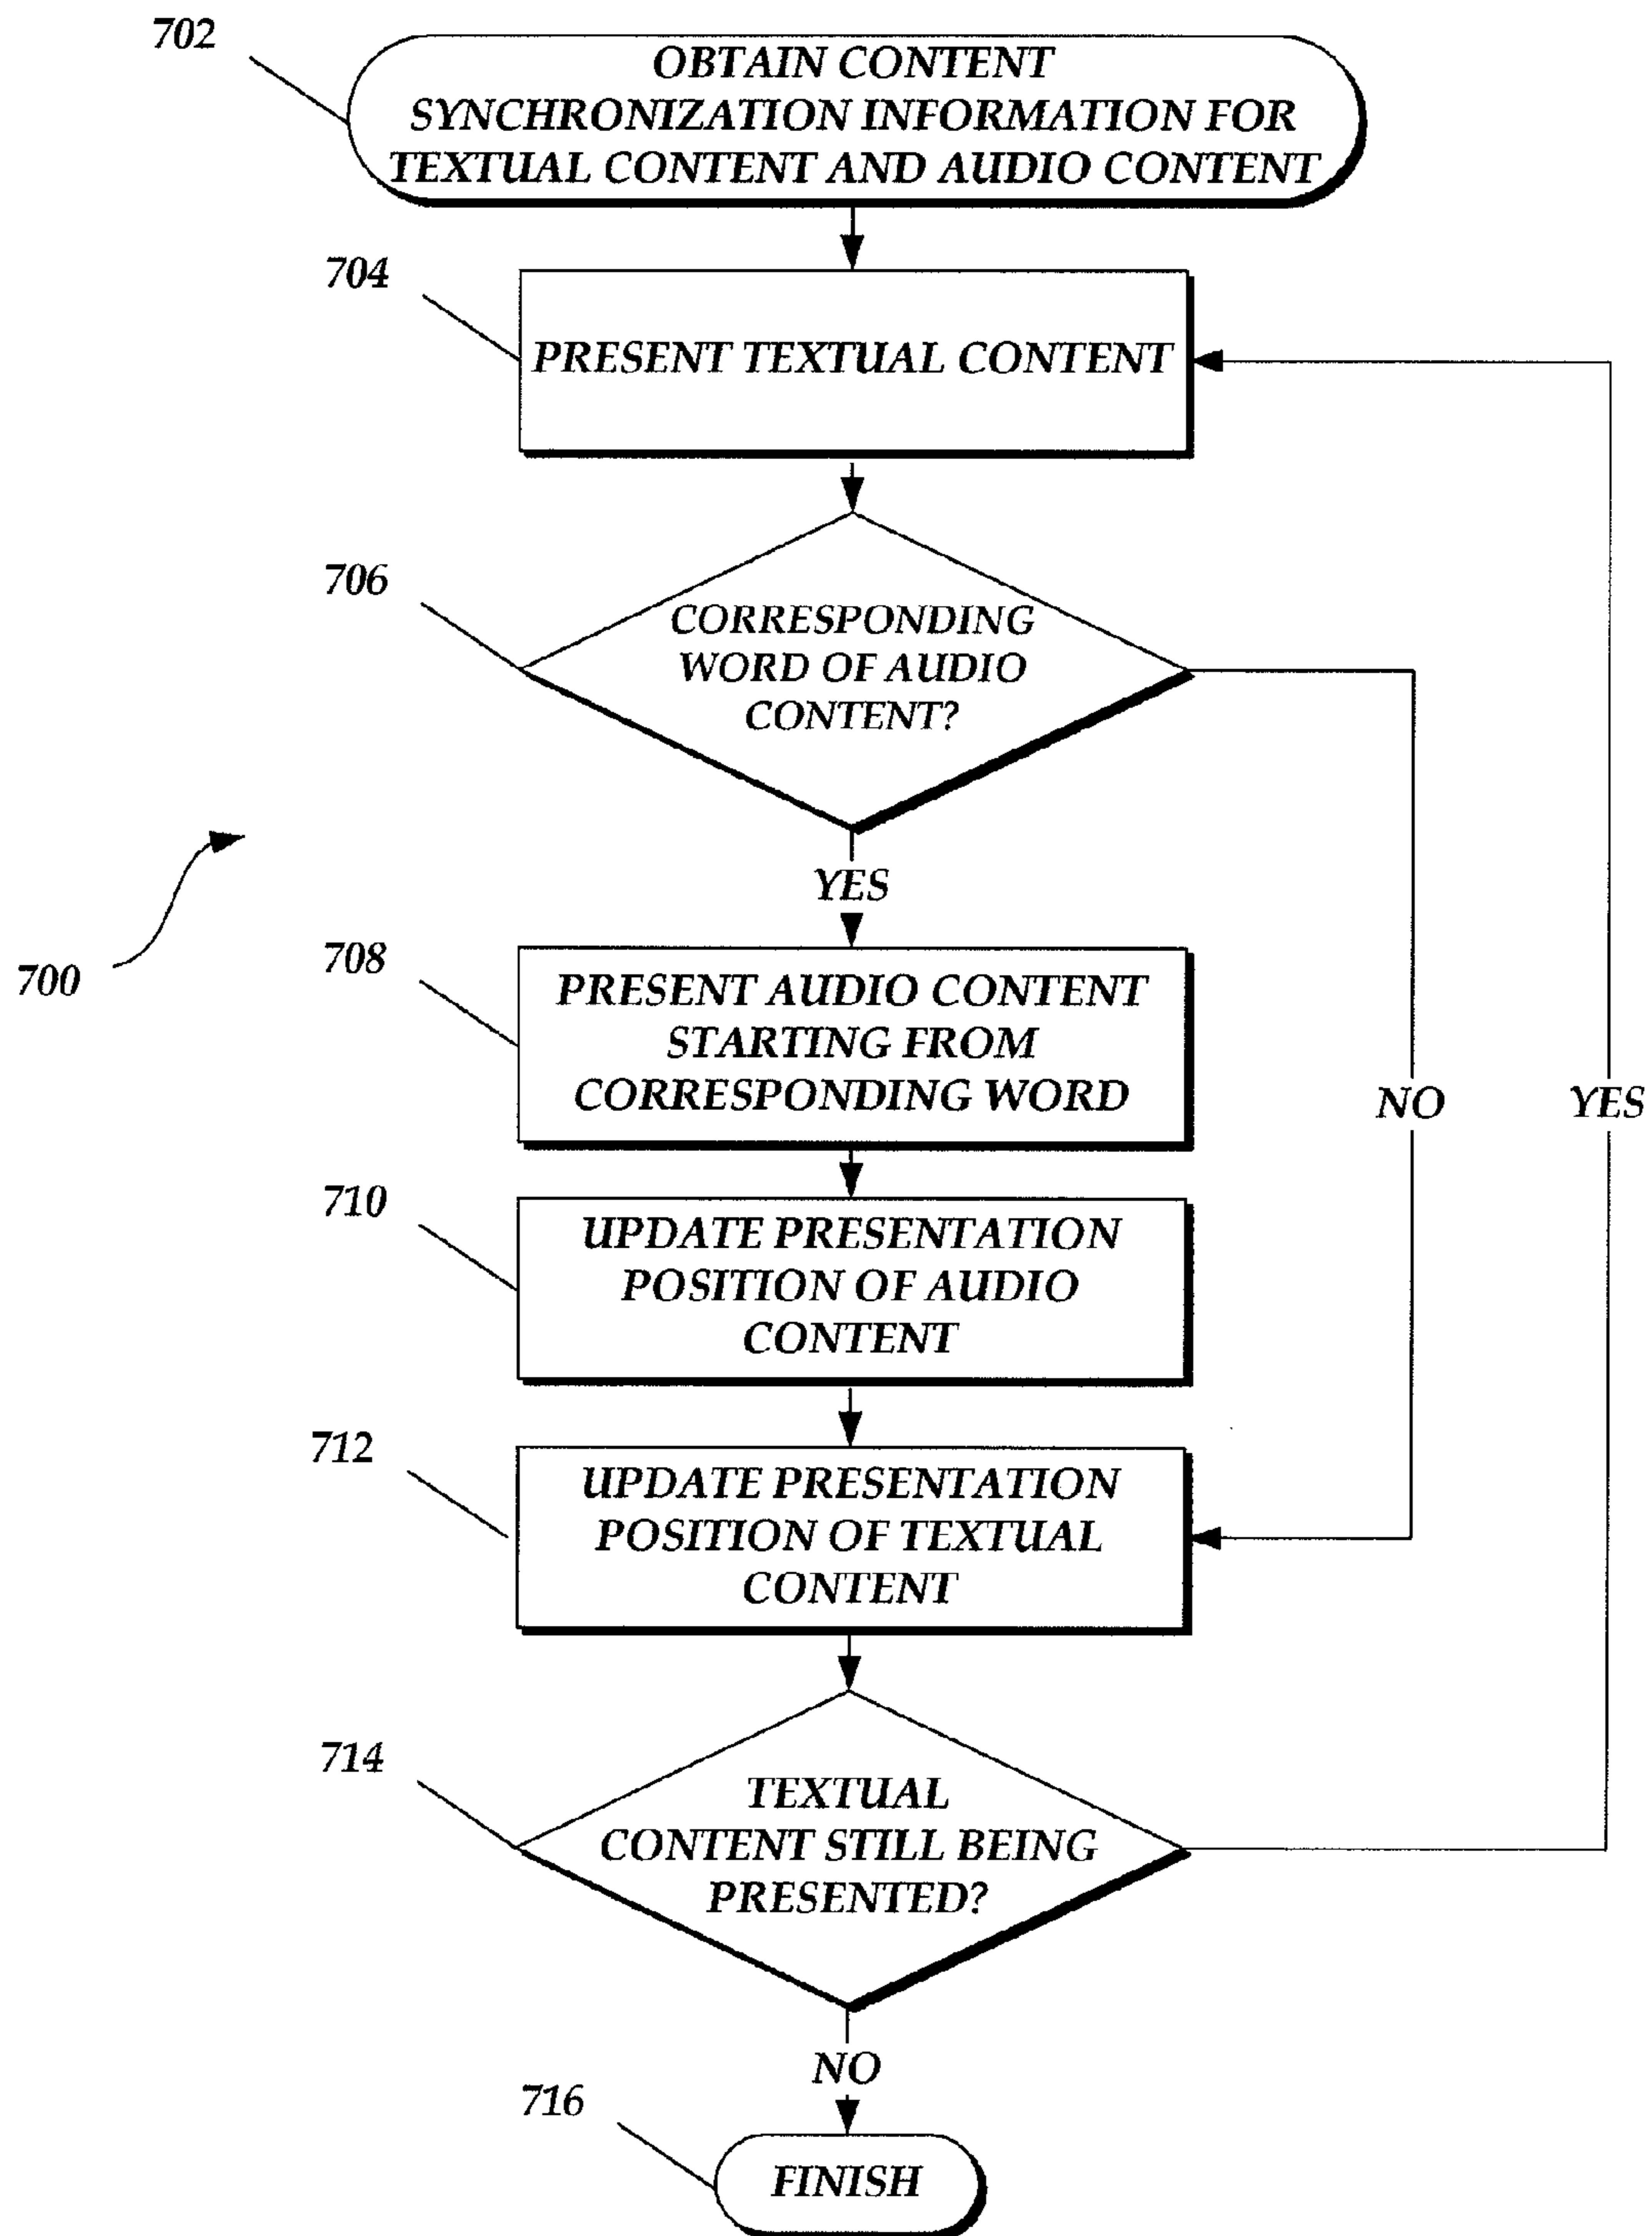 702
OBTAIN CONTENT
SYNCHRONIZATION INFORMATION FOR
TEXTUAL CONTENT AND AUDIO CONTENT
704
PRESENT TEXTUAL CONTENT
706
CORRESPONDING
WORD OF AUDIO
CONTENT?
YES
700
708
PRESENT AUDIO CONTENT
STARTING FROM
CORRESPONDING WORD
NO
YES
710
UPDATE PRESENTATION
POSITION OF AUDIO
CONTENT
712
UPDATE PRESENTATION
POSITION OF TEXTUAL
CONTENT
714
TEXTUAL
CONTENT STILL BEING
PRESENTED?
NO
716
FINISH